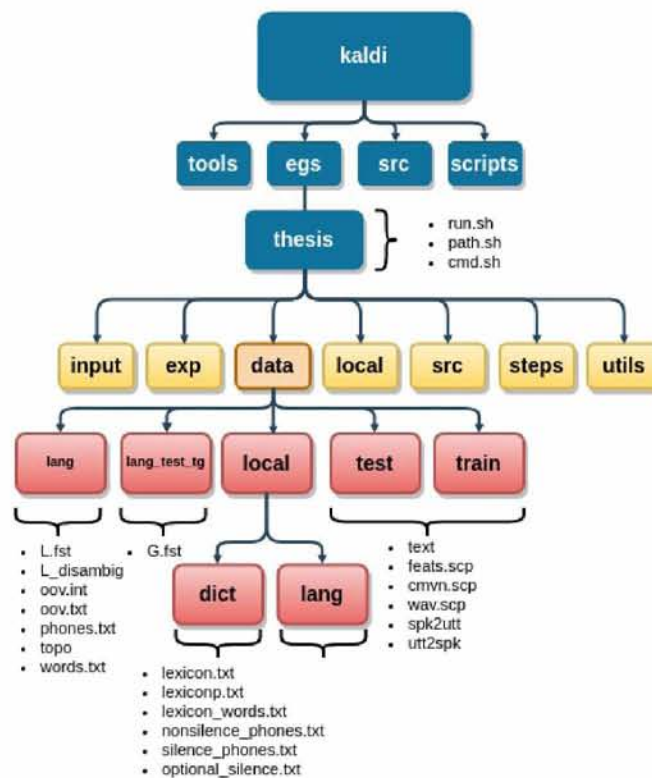 kaldi
tools egs src scripts
thesis
• run.sh
• path.sh
• cmd.sh
input exp data local src steps utils
lang lang_test_tg local test train
• L.fst
• L_disambig
• oov.int
• oov.txt
• phones.txt
• topo
• words.txt
• G.fst
dict lang
• text
• feats.scp
• cmvn.scp
• wav.scp
• spk2utt
• utt2spk
• lexicon.txt
• lexiconp.txt
• lexicon_words.txt
• nonsilence_phones.txt
• silence_phones.txt
• optional_silence.txt